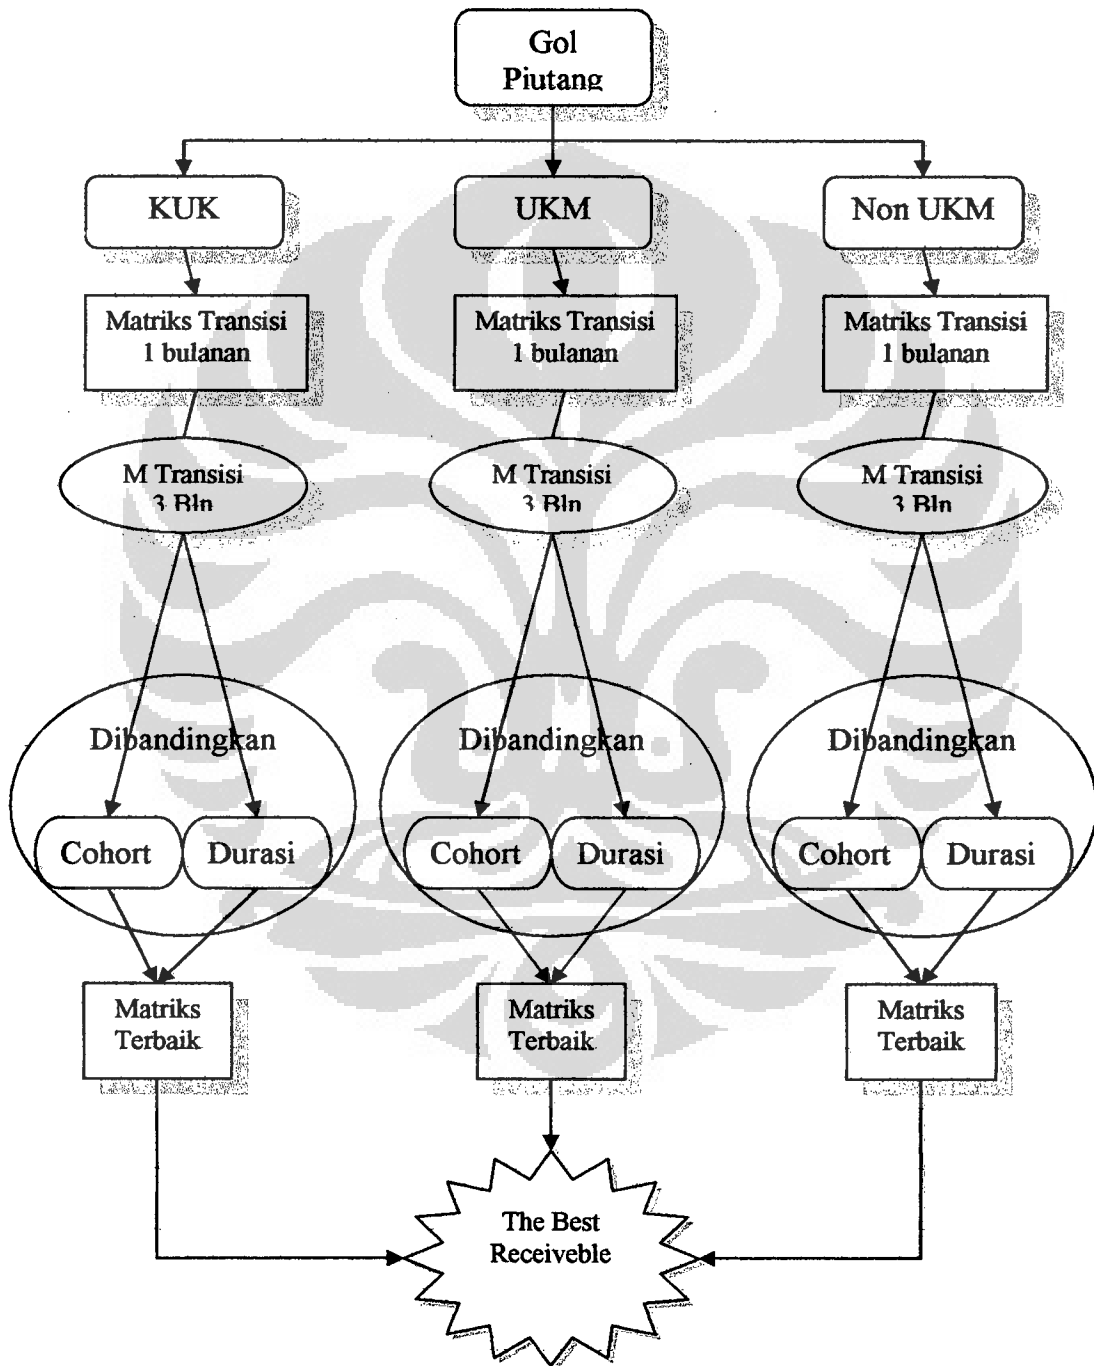 Gol
Piutang
KUK
UKM
Non UKM
Matriks Transisi
1 bulanan
Matriks Transisi
1 bulanan
Matriks Transisi
1 bulanan
M Transisi
3 Bln
M Transisi
3 Bln
M Transisi
3 Bln
Dibandingkan
Dibandingkan
Dibandingkan
Cohort
Durasi
Cohort
Durasi
Cohort
Durasi
Matriks
Terbaik
Matriks
Terbaik
Matriks
Terbaik
The Best
Receiveble